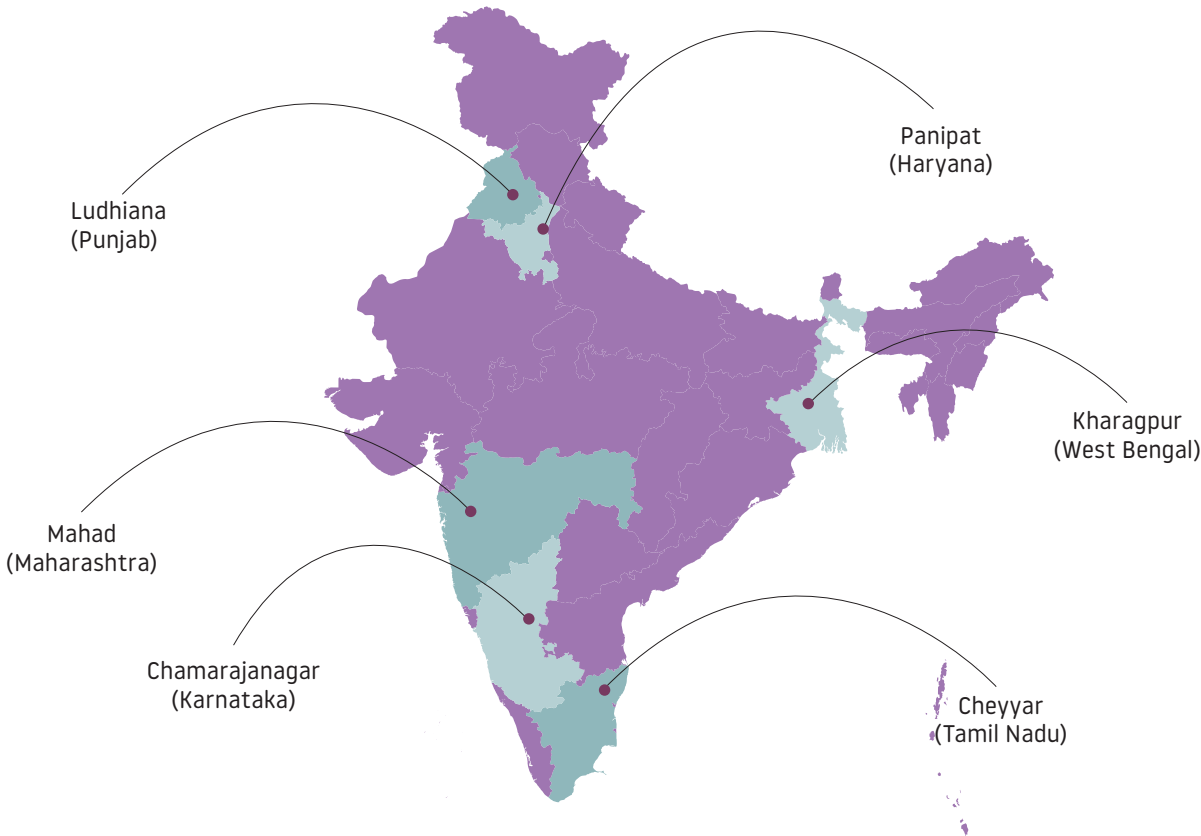 Panipat
(Haryana)
Ludhiana
(Punjab)
Kharagpur
(West Bengal)
Mahad
(Maharashtra)
Chamarajanagar
(Karnataka)
Cheyyar
(Tamil Nadu)